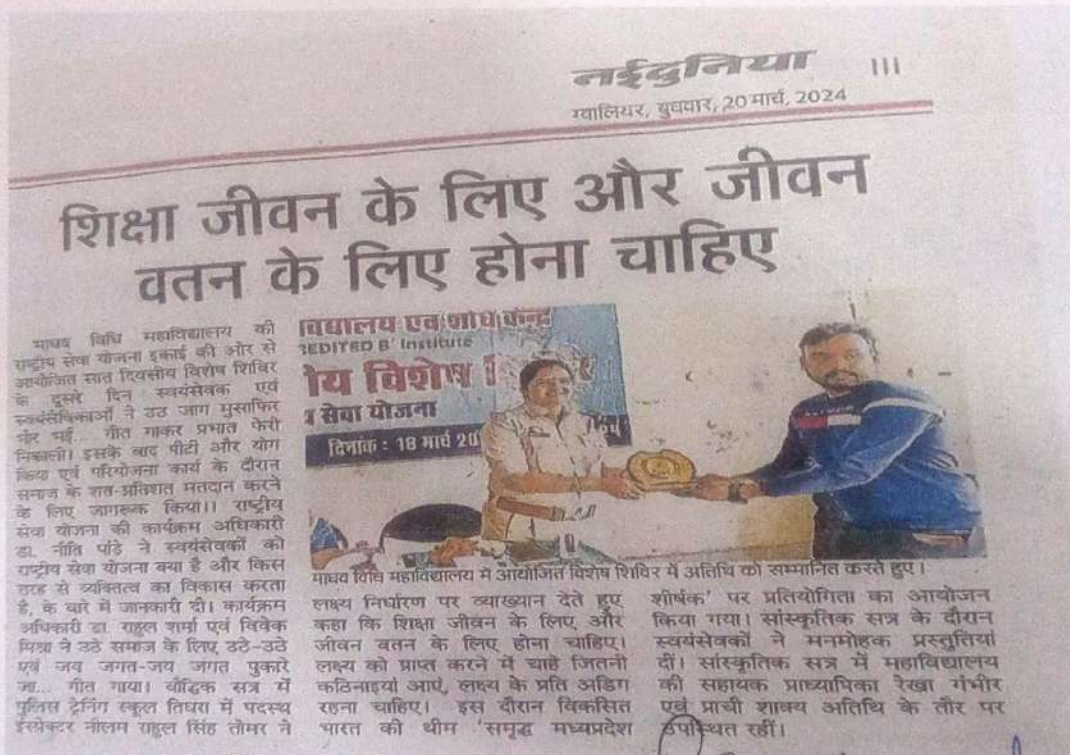 नईदुनिया
III
ग्वालियर, बुधवार, 20 मार्च, 2024
शिक्षा जीवन के लिए और जीवन
वतन के लिए होना चाहिए
माधव विधि महाविद्यालय की
राष्ट्रीय सेवा योजना इकाई की ओर से
आयोजित सात दिवसीय विशेष शिविर
के दूसरे दिन स्वयंसेवक एवं
स्वयंसेविकाओं ने उठ जाग मुसाफिर
भोर भई... गीत गाकर प्रभात फेरी
निकाली। इसके बाद पीटी और योग
किया एवं परियोजना कार्य के दौरान
समाज के शत-प्रतिशत मतदान करने
के लिए जागरूक किया।। राष्ट्रीय
सेवा योजना की कार्यक्रम अधिकारी
डा. नीति पांडे ने स्वयंसेवकों को
राष्ट्रीय सेवा योजना क्या है और किस
तरह से व्यक्तित्व का विकास करता
है, के बारे में जानकारी दी। कार्यक्रम
अधिकारी डा. राहुल शर्मा एवं विवेक
मिश्रा ने उठे समाज के लिए उठे-उठे
एवं जय जगत-जय जगत पुकारे
जा... गीत गाया। बौद्धिक सत्र में
पुलिस ट्रेनिंग स्कूल तिघरा में पदस्थ
इंस्पेक्टर नीलम राहुल सिंह तोमर ने
विद्यालय एवं शोध केन्द्र
REDITED B' Institute
ीय विशेष
सेवा योजना
दिनांक : 18 मार्च 20
माधव विधि महाविद्यालय में आयोजित विशेष शिविर में अतिथि को सम्मानित करते हुए।
लक्ष्य निर्धारण पर व्याख्यान देते हुए
कहा कि शिक्षा जीवन के लिए और
जीवन वतन के लिए होना चाहिए।
लक्ष्य को प्राप्त करने में चाहे जितनी
कठिनाइयां आएं, लक्ष्य के प्रति अडिग
रहना चाहिए। इस दौरान विकसित
भारत की थीम 'समृद्ध मध्यप्रदेश
शीर्षक' पर प्रतियोगिता का आयोजन
किया गया। सांस्कृतिक सत्र के दौरान
स्वयंसेवकों ने मनमोहक प्रस्तुतियां
दीं। सांस्कृतिक सत्र में महाविद्यालय
की सहायक प्राध्यापिका रेखा गंभीर
एवं प्राची शाक्य अतिथि के तौर पर
उपस्थित रहीं।